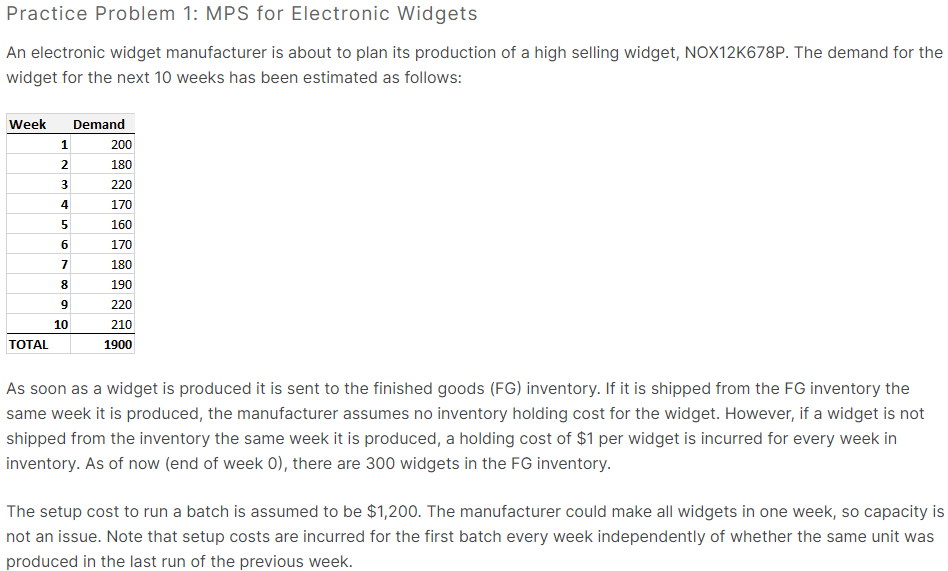 Practice Problem 1: MPS for Electronic Widgets
An electronic widget manufacturer is about to plan its production of a high selling widget, NOX12K678P. The demand for the
widget for the next 10 weeks has been estimated as follows:
Week Demand
1 200
2 180
3 220
4 170
5 160
6 170
7 180
8 190
9 220
10 210
TOTAL 1900
As soon as a widget is produced it is sent to the finished goods (FG) inventory. If it is shipped from the FG inventory the
same week it is produced, the manufacturer assumes no inventory holding cost for the widget. However, if a widget is not
shipped from the inventory the same week it is produced, a holding cost of $1 per widget is incurred for every week in
inventory. As of now (end of week 0), there are 300 widgets in the FG inventory.
The setup cost to run a batch is assumed to be $1,200. The manufacturer could make all widgets in one week, so capacity is
not an issue. Note that setup costs are incurred for the first batch every week independently of whether the same unit was
produced in the last run of the previous week.